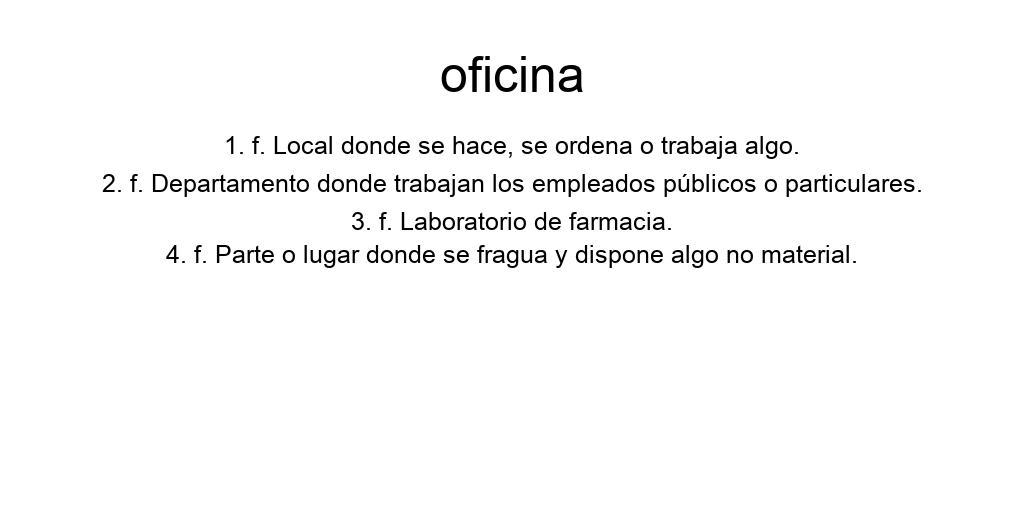 oficina
1. f. Local donde se hace, se ordena o trabaja algo.
2. f. Departamento donde trabajan los empleados públicos o particulares.
3. f. Laboratorio de farmacia.
4. f. Parte o lugar donde se fragua y dispone algo no material.